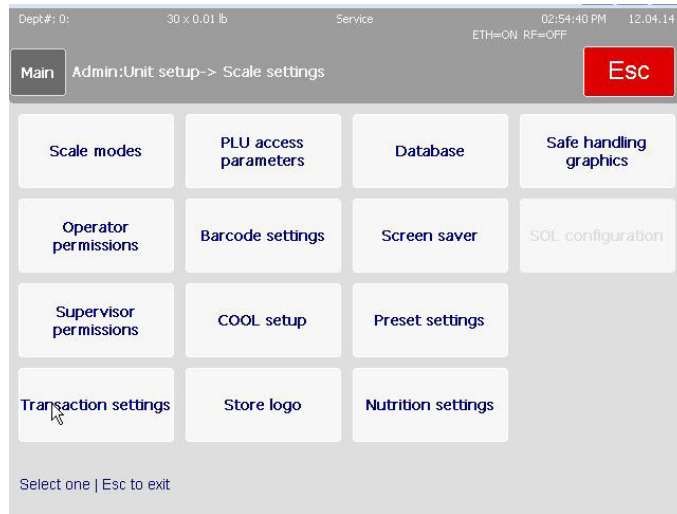 Dept#: 0: 30 x 0.01 lb Service 02:54:40 PM 12.04.14
ETH=ON RF=OFF
Main Admin:Unit setup-> Scale settings Esc
Scale modes
PLU access
parameters
Database
Safe handling
graphics
Operator
permissions
Barcode settings
Screen saver
SOL configuration
Supervisor
permissions
COOL setup
Preset settings
Transaction settings
Store logo
Nutrition settings
Select one | Esc to exit